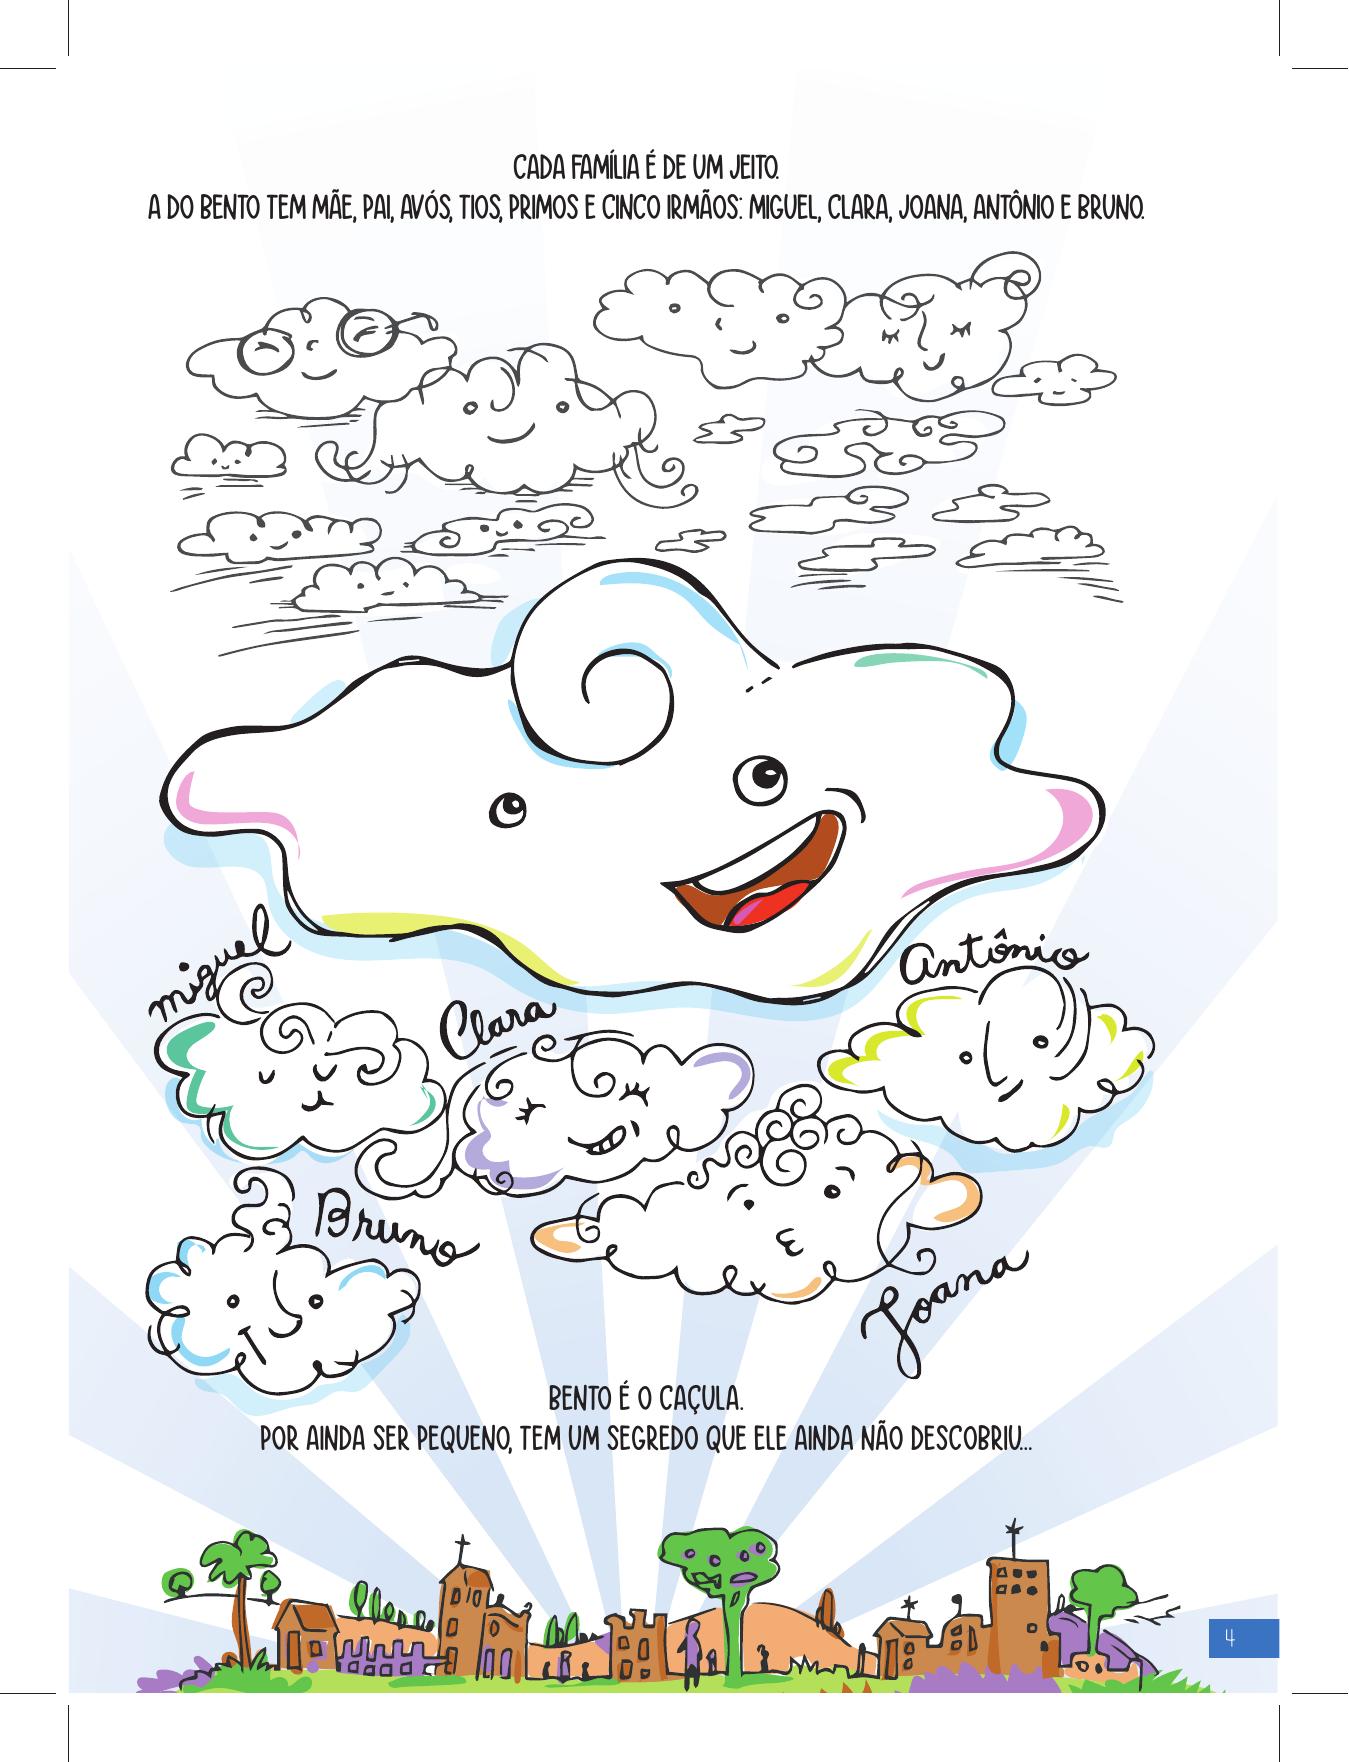 CADA FAMÍLIA É DE UM JEITO.
A DO BENTO TEM MÃE, PAI, AVÓS, TIOS, PRIMOS E CINCO IRMÃOS: MIGUEL, CLARA, JOANA, ANTÔNIO E BRUNO.
miguel
Antônio
Clara
Bruno
Joana
BENTO É O CAÇULA.
POR AINDA SER PEQUENO, TEM UM SEGREDO QUE ELE AINDA NÃO DESCOBRIU...
4